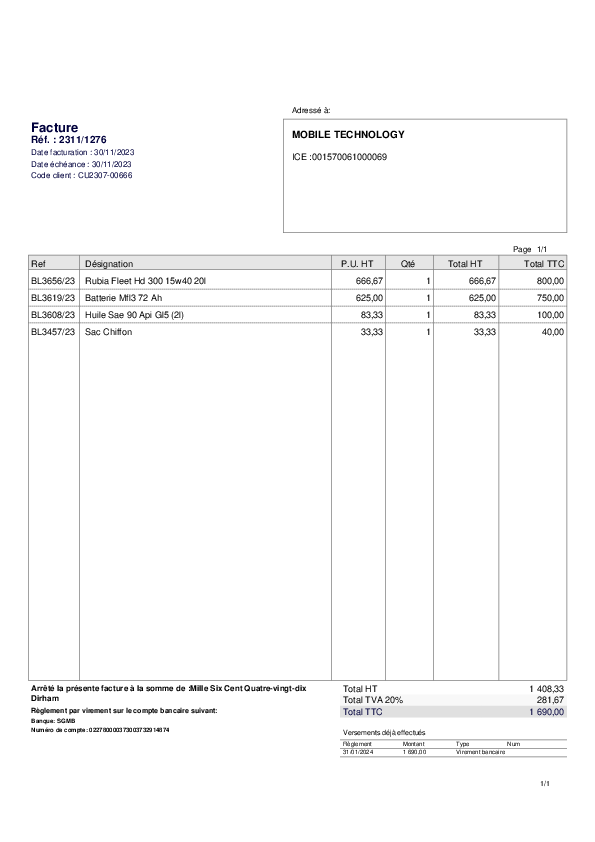 Adressé à:
Facture
Réf. : 2311/1276
Date facturation : 30/11/2023
Date échéance : 30/11/2023
Code client : CU2307-00666
MOBILE TECHNOLOGY
ICE :001570061000069
Page 1/1
Ref Désignation P.U. HT Qté Total HT Total TTC
BL3656/23 Rubia Fleet Hd 300 15w40 20l 666,67 1 666,67 800,00
BL3619/23 Batterie Mfl3 72 Ah 625,00 1 625,00 750,00
BL3608/23 Huile Sae 90 Api Gl5 (2l) 83,33 1 83,33 100,00
BL3457/23 Sac Chiffon 33,33 1 33,33 40,00
Arrêté la présente facture à la somme de :Mille Six Cent Quatre-vingt-dix
Dirham
Règlement par virement sur le compte bancaire suivant:
Banque: SGMB
Numéro de compte: 022780000373003732914874
Total HT 1 408,33
Total TVA 20% 281,67
Total TTC 1 690,00
Versements déjà effectués
Règlement Montant Type Num
31/01/2024 1 690,00 Virement bancaire
1/1